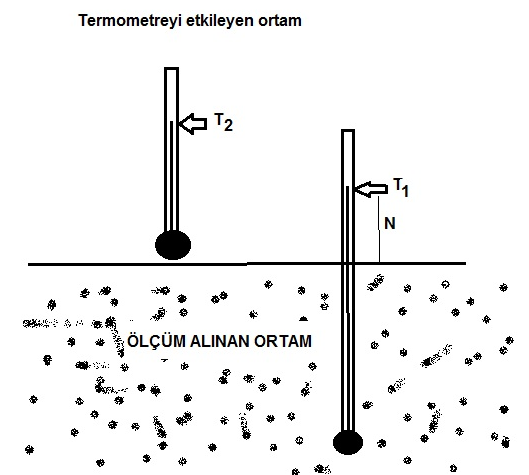 Termometreyi etkileyen ortam
T2
T1
N
ÖLÇÜM ALINAN ORTAM